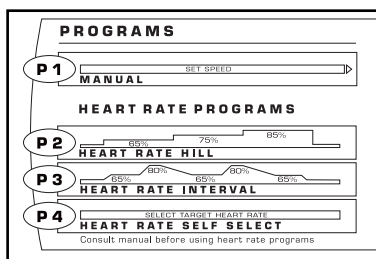 PROGRAMS
P1
SET SPEED
MANUAL
HEART RATE PROGRAMS
P2
65% 75% 85%
HEART RATE HILL
P3
65% 80% 65% 80% 65%
HEART RATE INTERVAL
P4
SELECT TARGET HEART RATE
HEART RATE SELF SELECT
Consult manual before using heart rate programs